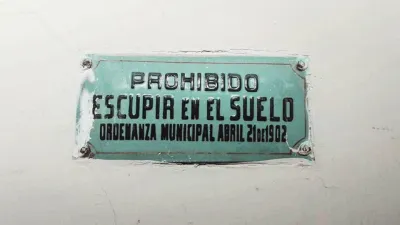 PROHIBIDO
ESCUPIR EN EL SUELO
ORDENANZA MUNICIPAL ABRIL 21 DE 1902